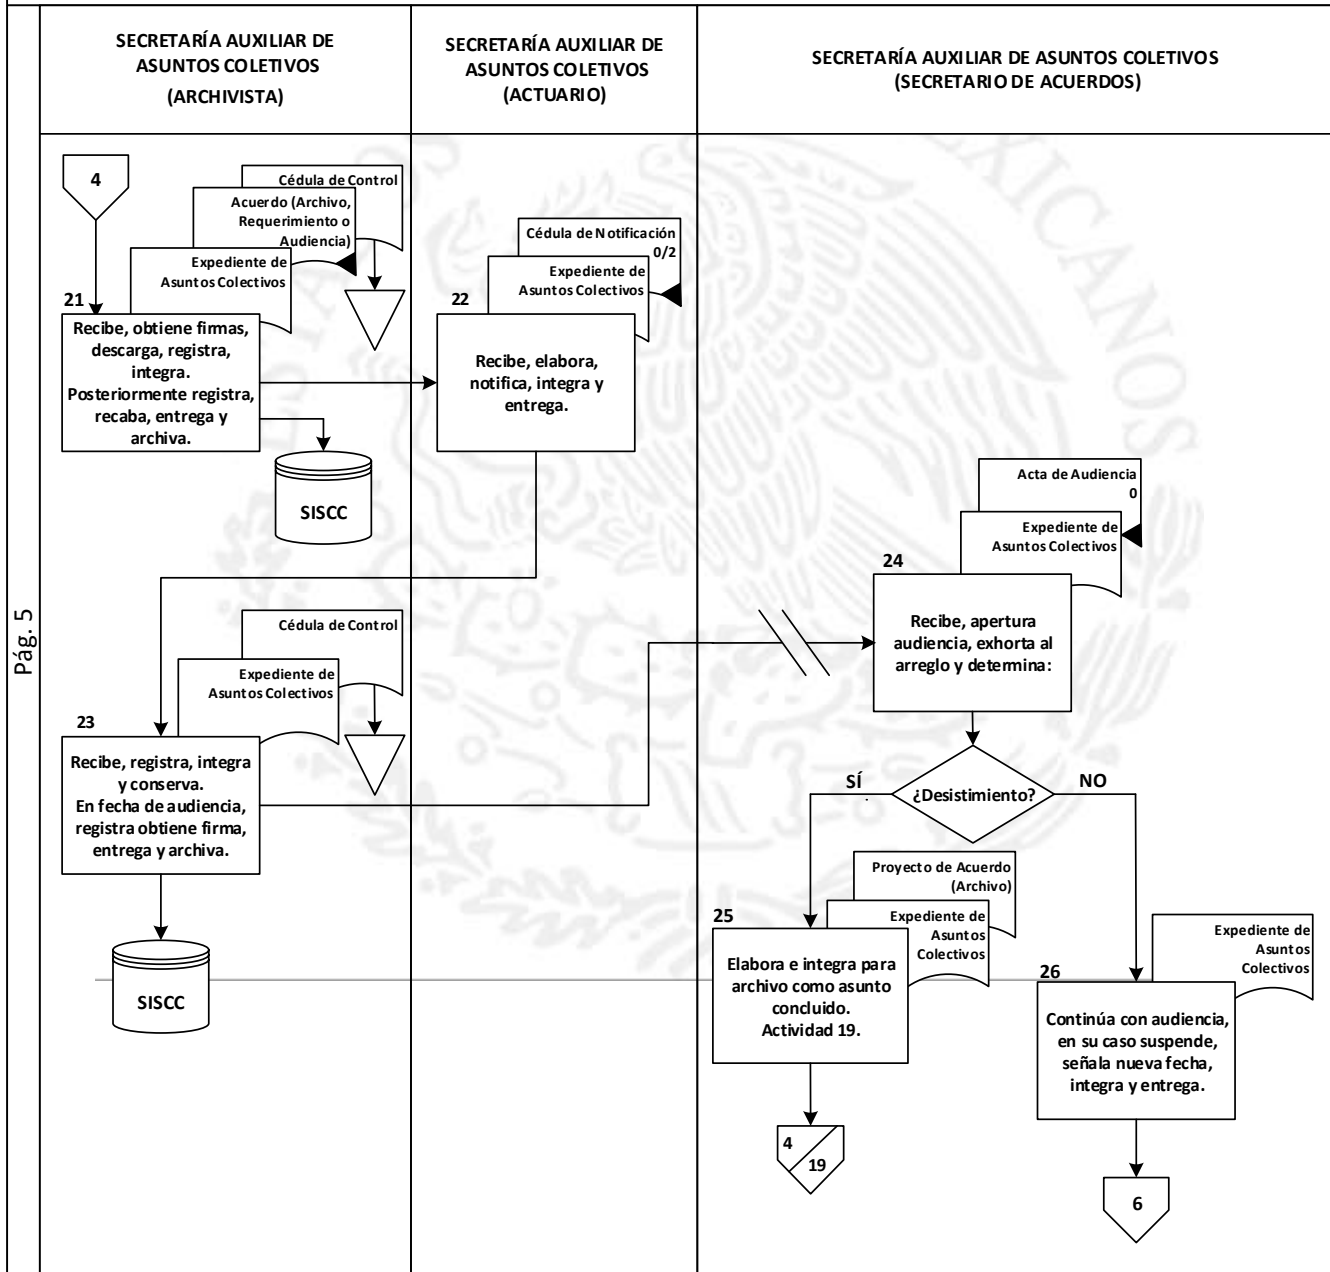 SECRETARÍA AUXILIAR DE
ASUNTOS COLETIVOS
(ARCHIVISTA)
SECRETARÍA AUXILIAR DE
ASUNTOS COLETIVOS
(ACTUARIO)
SECRETARÍA AUXILIAR DE ASUNTOS COLETIVOS
(SECRETARIO DE ACUERDOS)
Pág. 5
4
Cédula de Control
Acuerdo (Archivo,
Requerimiento o
Audiencia)
Expediente de
Asuntos Colectivos
21
Recibe, obtiene firmas,
descarga, registra,
integra.
Posteriormente registra,
recaba, entrega y
archiva.
SISCC
Cédula de Notificación
0/2
Expediente de
Asuntos Colectivos
22
Recibe, elabora,
notifica, integra y
entrega.
Cédula de Control
Expediente de
Asuntos Colectivos
23
Recibe, registra, integra
y conserva.
En fecha de audiencia,
registra obtiene firma,
entrega y archiva.
SISCC
Acta de Audiencia
0
Expediente de
Asuntos Colectivos
24
Recibe, apertura
audiencia, exhorta al
arreglo y determina:
¿Desistimiento?
SÍ
NO
Proyecto de Acuerdo
(Archivo)
Expediente de
Asuntos
Colectivos
25
Elabora e integra para
archivo como asunto
concluido.
Actividad 19.
4
19
Expediente de
Asuntos
Colectivos
26
Continúa con audiencia,
en su caso suspende,
señala nueva fecha,
integra y entrega.
6
EXICANOS